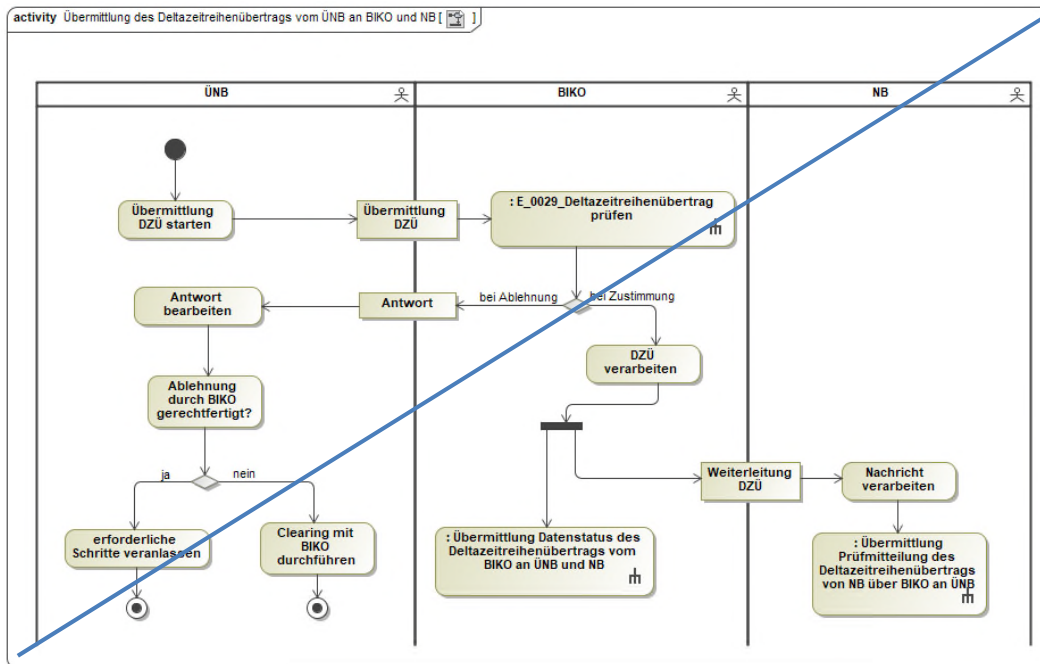 activity Übermittlung des Deltazeitreihenübertrags vom ÜNB an BIKO und NB [ ]
ÜNB
BIKO
NB
Übermittlung
DZÜ starten
Übermittlung
DZÜ
: E_0029_Deltazeitreihenübertrag
prüfen
Antwort
bearbeiten
Antwort
bei Ablehnung
bei Zustimmung
DZÜ
verarbeiten
Ablehnung
durch BIKO
gerechtfertigt?
ja
nein
Weiterleitung
DZÜ
Nachricht
verarbeiten
erforderliche
Schritte veranlassen
Clearing mit
BIKO
durchführen
: Übermittlung Datenstatus des
Deltazeitreihenübertrags vom
BIKO an ÜNB und NB
: Übermittlung
Prüfmitteilung des
Deltazeitreihenübertrags
von NB über BIKO an ÜNB